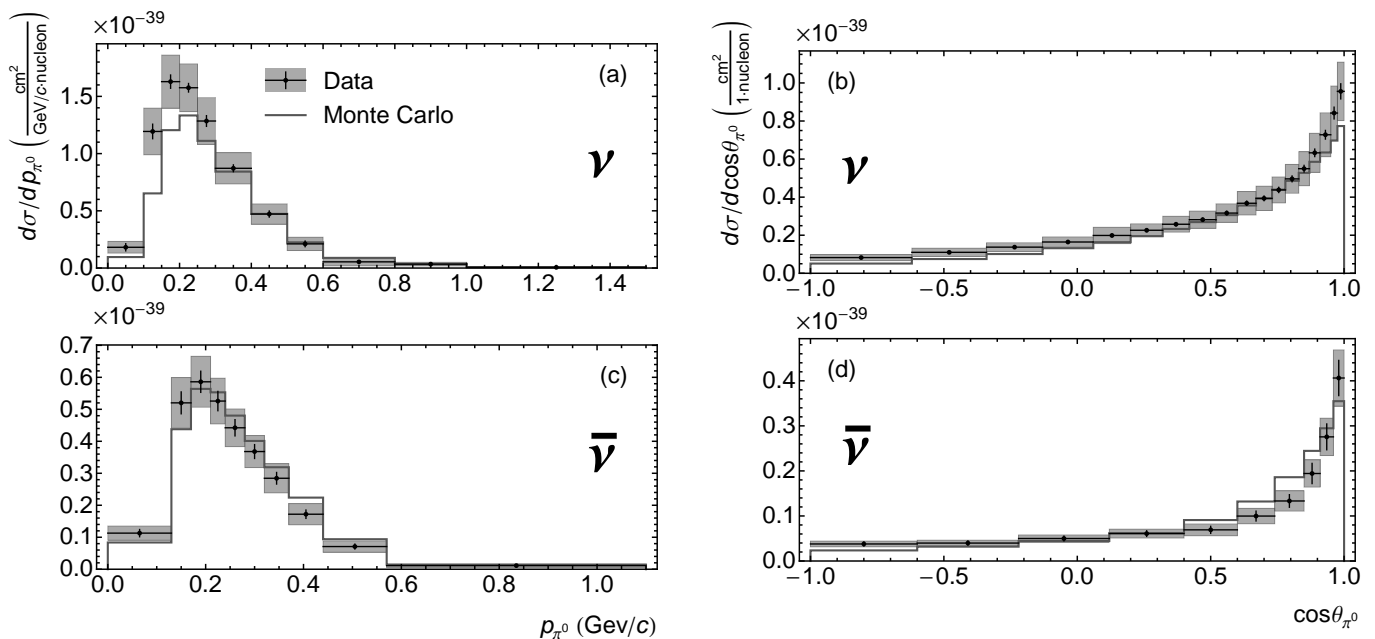 ×10⁻³⁹
dσ/dp_π⁰ (cm²/GeV/c·nucleon)
1.5
1.0
0.5
0.0
Data
Monte Carlo
(a)
ν
0.0 0.2 0.4 0.6 0.8 1.0 1.2 1.4
×10⁻³⁹
dσ/dcosθ_π⁰ (cm²/1·nucleon)
1.0
0.8
0.6
0.4
0.2
0.0
(b)
ν
−1.0 −0.5 0.0 0.5 1.0
×10⁻³⁹
0.7
0.6
0.5
0.4
0.3
0.2
0.1
0.0
(c)
ν̅
0.0 0.2 0.4 0.6 0.8 1.0
p_π⁰ (Gev/c)
×10⁻³⁹
0.4
0.3
0.2
0.1
0.0
(d)
ν̅
−1.0 −0.5 0.0 0.5 1.0
cosθ_π⁰